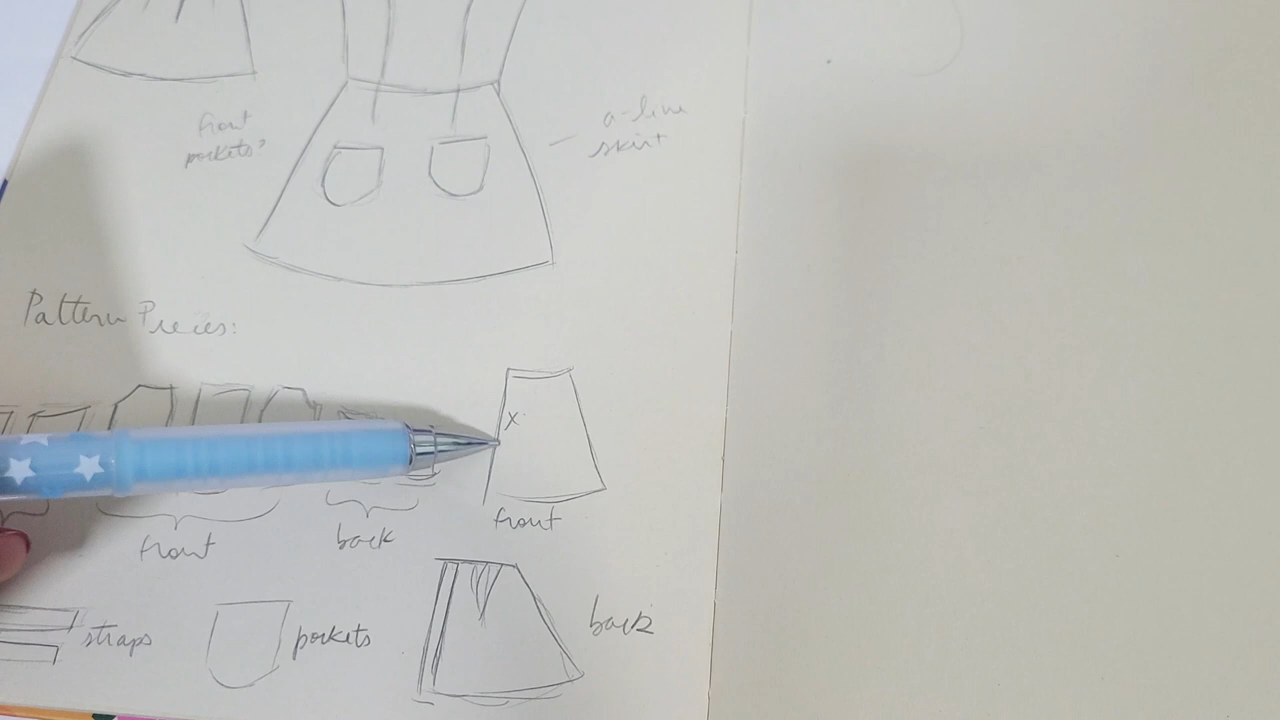 front
pockets?
a-line
skirt
Pattern Pieces:
x
front
back
front
straps
pockets
back